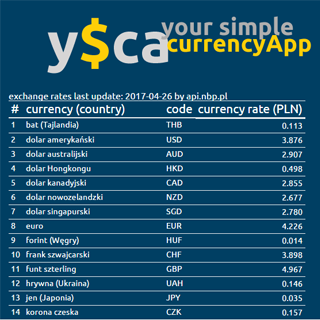 y$ca
your simple
currencyApp
exchange rates last update: 2017-04-26 by api.nbp.pl
# currency (country) code currency rate (PLN)
1 bat (Tajlandia) THB 0.113
2 dolar amerykański USD 3.876
3 dolar australijski AUD 2.907
4 dolar Hongkongu HKD 0.498
5 dolar kanadyjski CAD 2.855
6 dolar nowozelandzki NZD 2.677
7 dolar singapurski SGD 2.780
8 euro EUR 4.226
9 forint (Węgry) HUF 0.014
10 frank szwajcarski CHF 3.898
11 funt szterling GBP 4.967
12 hrywna (Ukraina) UAH 0.146
13 jen (Japonia) JPY 0.035
14 korona czeska CZK 0.157